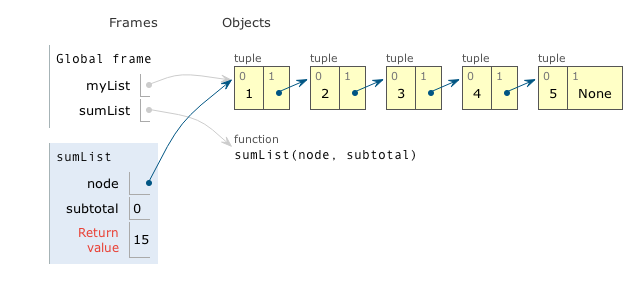 Frames Objects
Global frame
myList
sumList
tuple tuple tuple tuple tuple
0 1 0 1 0 1 0 1 0 1
1 2 3 4 5 None
function
sumList(node, subtotal)
sumList
node
subtotal 0
Return
value 15